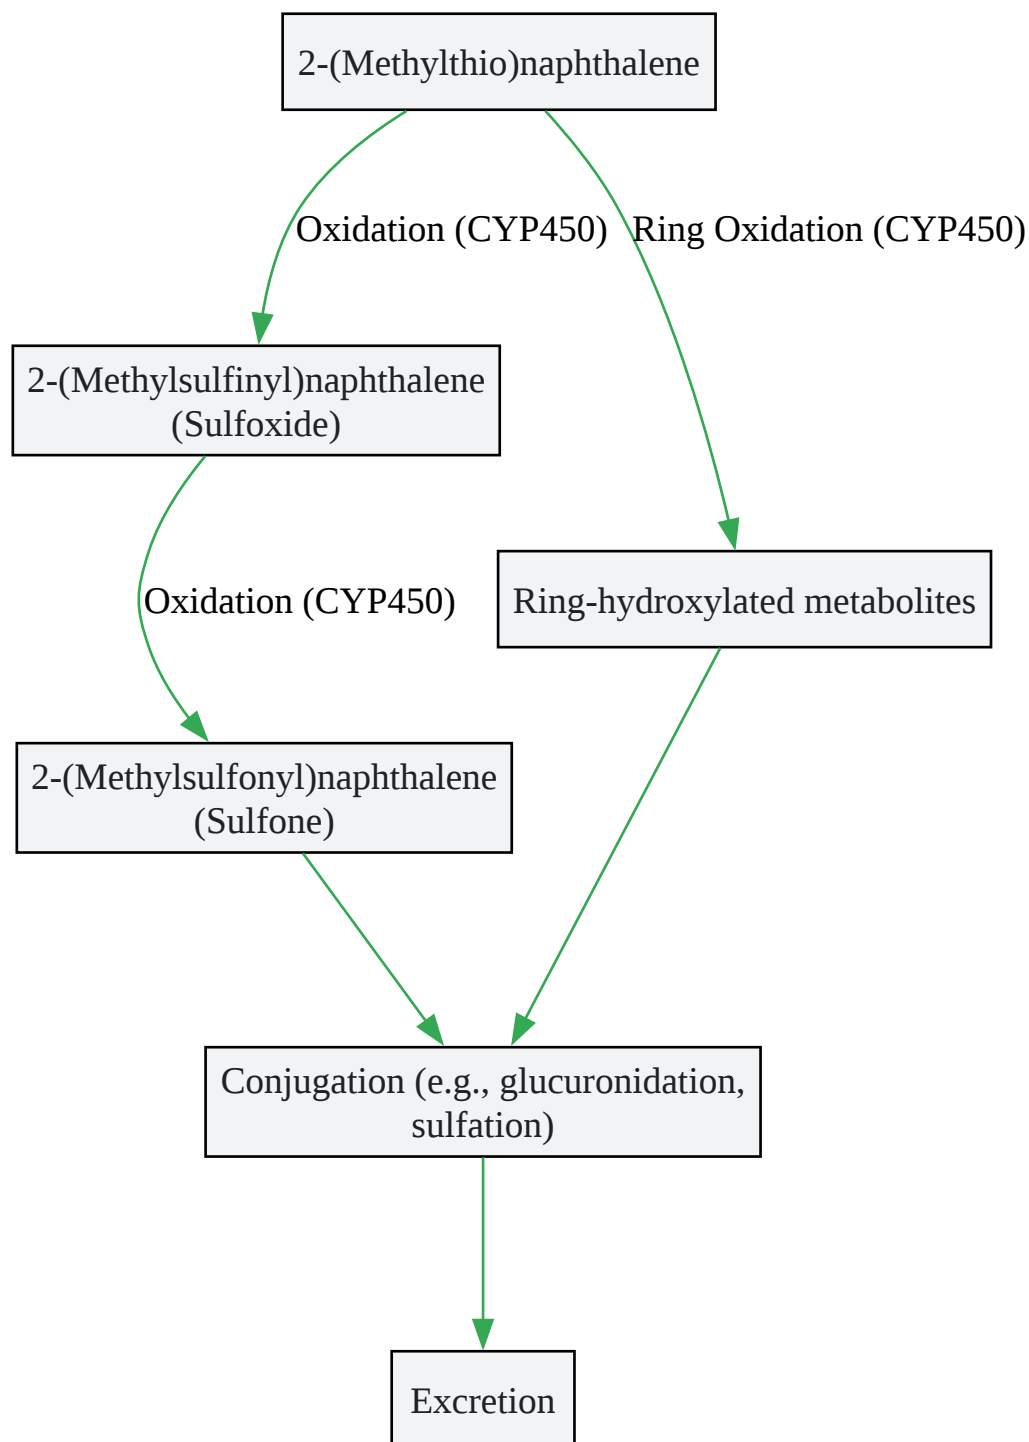 2-(Methylthio)naphthalene
Oxidation (CYP450)
Ring Oxidation (CYP450)
2-(Methylsulfinyl)naphthalene
(Sulfoxide)
Oxidation (CYP450)
Ring-hydroxylated metabolites
2-(Methylsulfonyl)naphthalene
(Sulfone)
Conjugation (e.g., glucuronidation,
sulfation)
Excretion